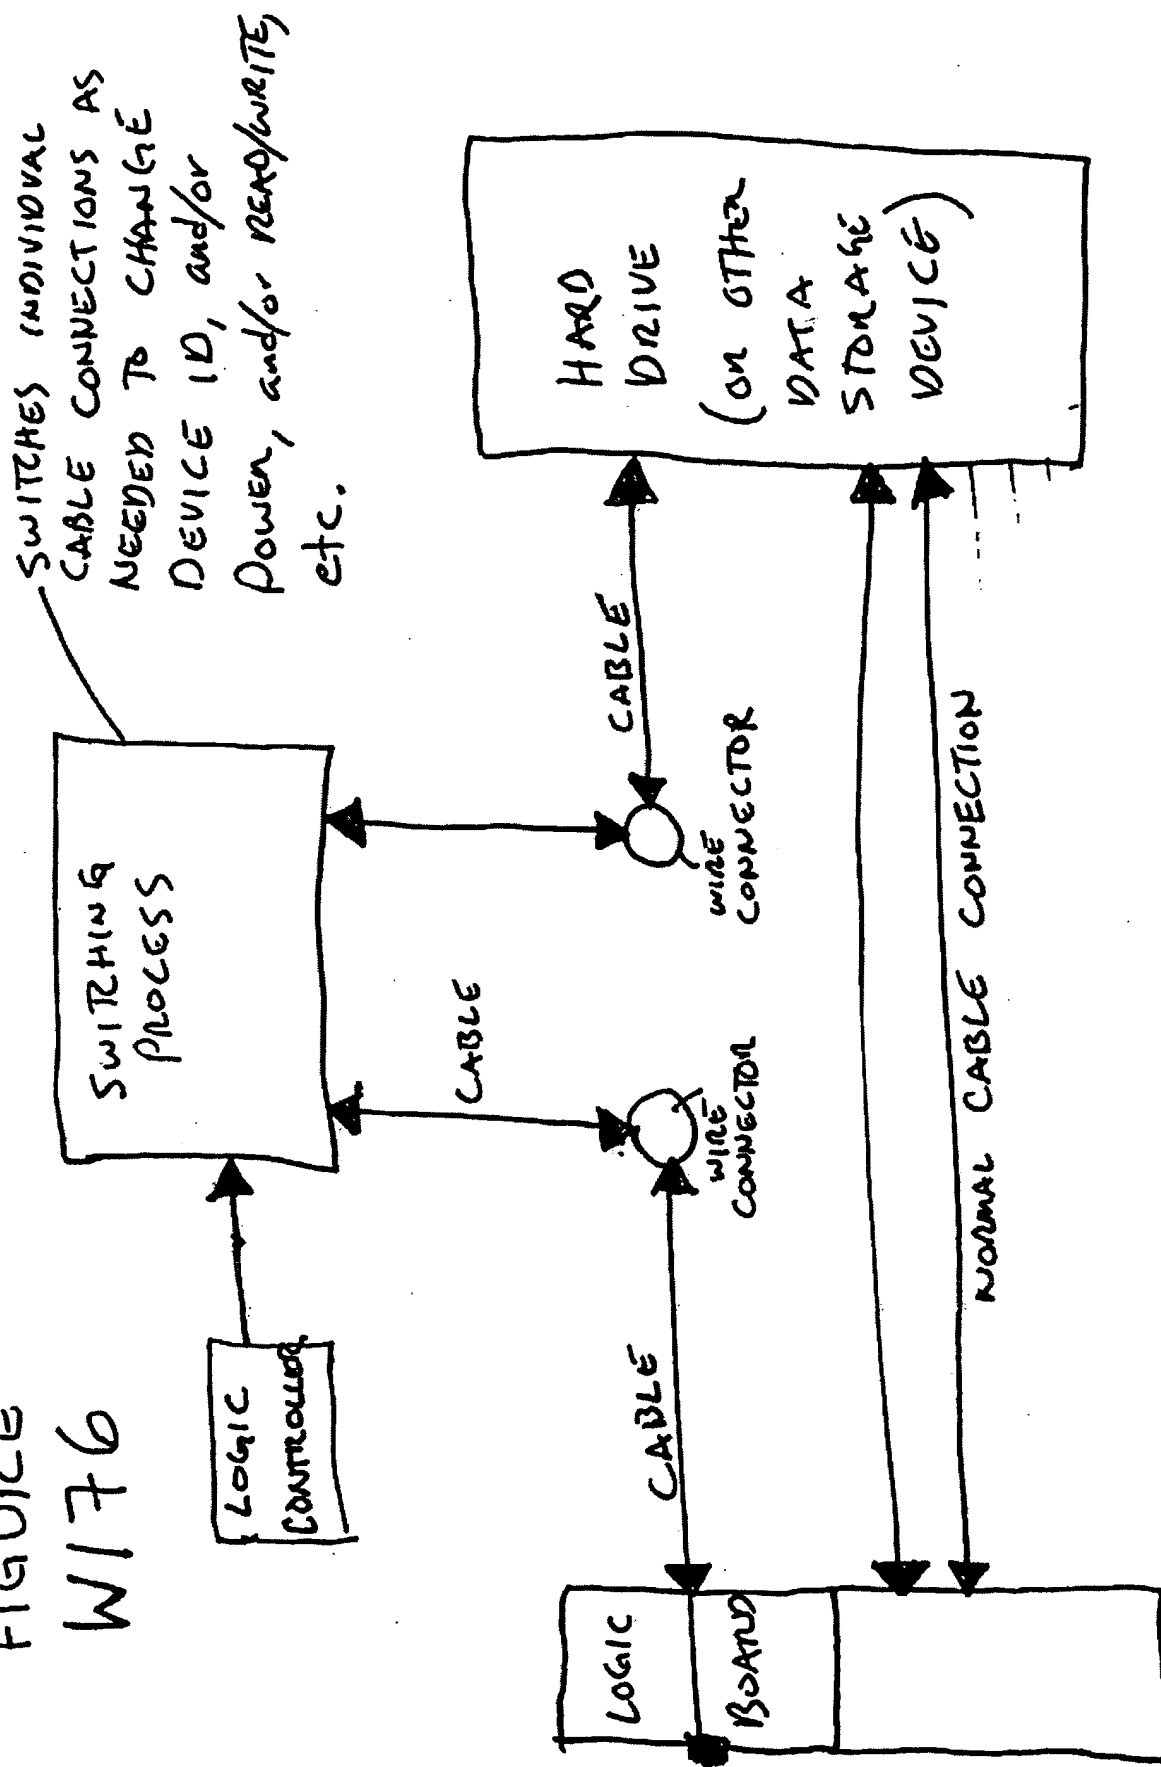 FIGURE
W176
SWITCHES INDIVIDUAL
CABLE CONNECTIONS AS
NEEDED TO CHANGE
DEVICE ID, and/or
POWER, and/or READ/WRITE,
etc.
SWITCHING
PROCESS
LOGIC
CONTROLLER
CABLE
CABLE
CABLE
WIRE
CONNECTOR
WIRE
CONNECTOR
HARD
DRIVE
(OR OTHER
DATA
STORAGE
DEVICE)
LOGIC
BOARD
NORMAL CABLE CONNECTION